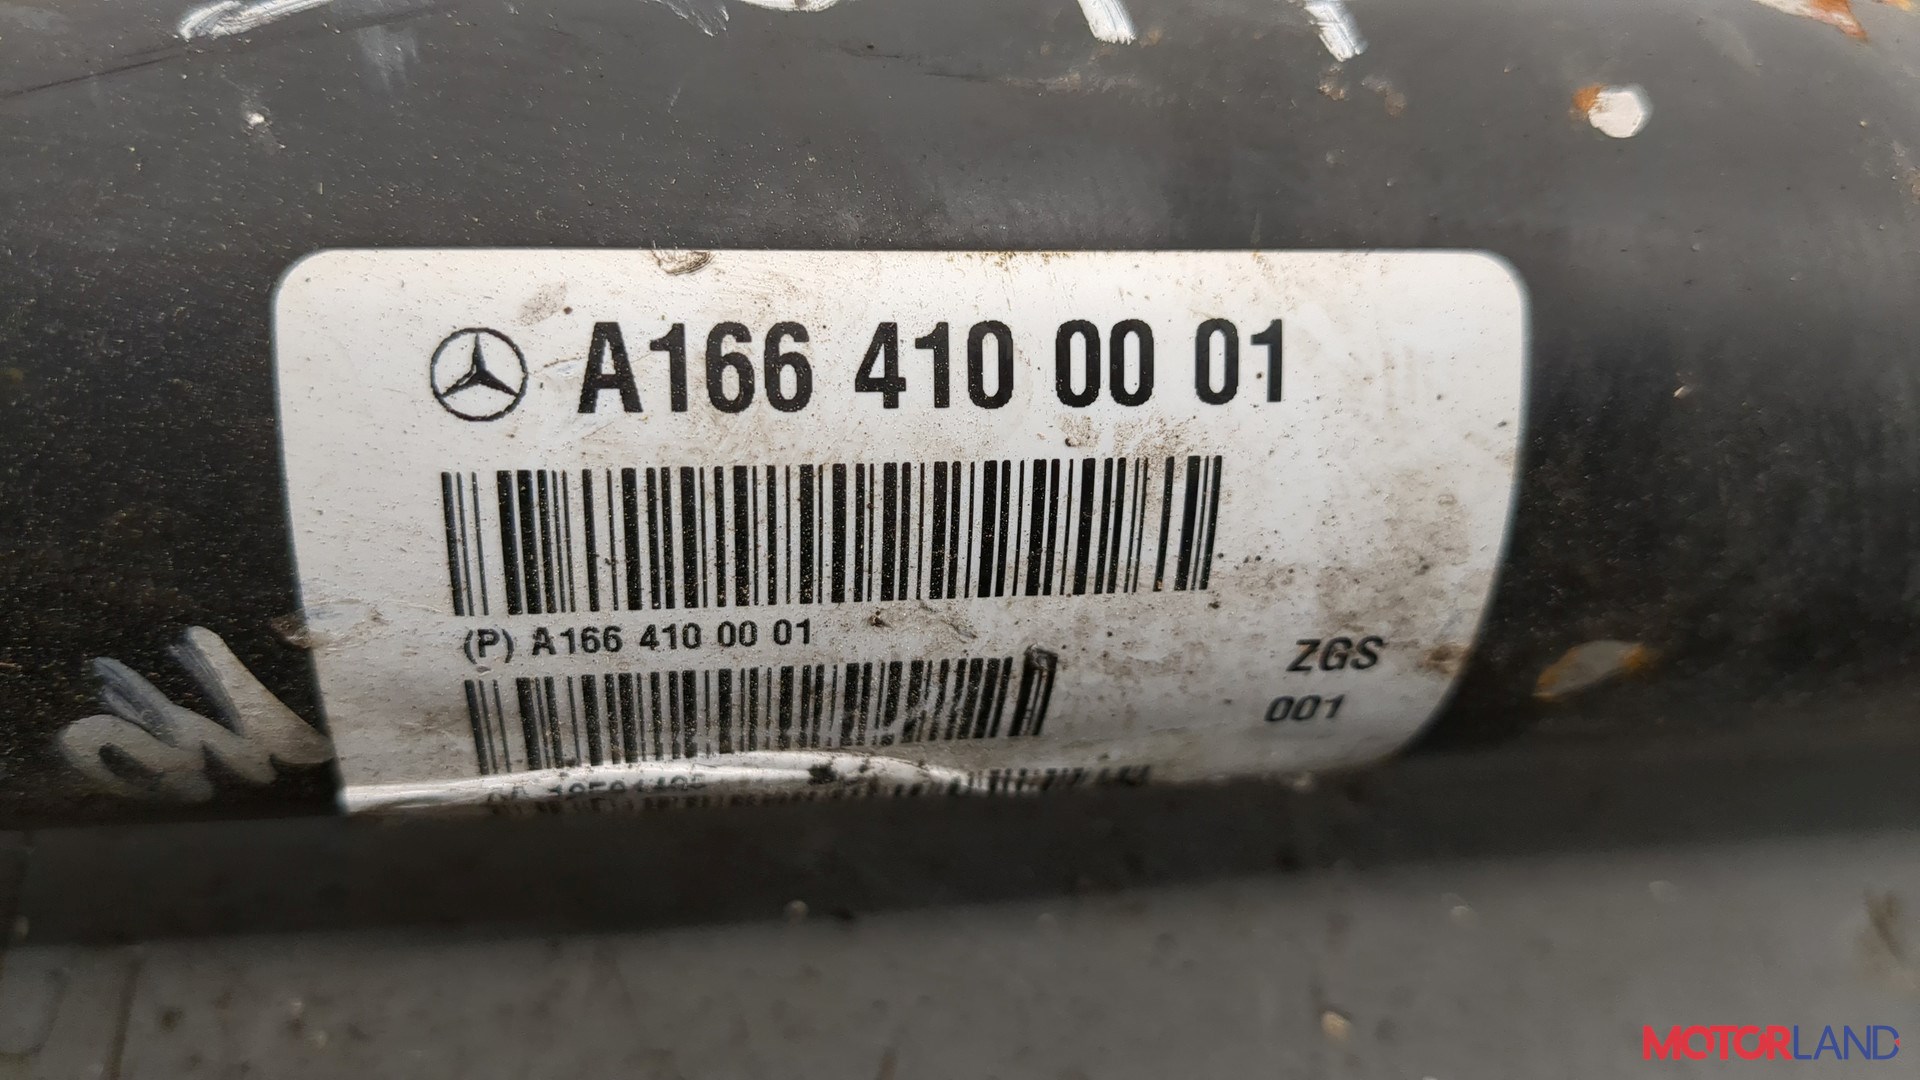 A166 410 00 01
(P) A166 410 00 01
ZGS
001
MOTORLAND